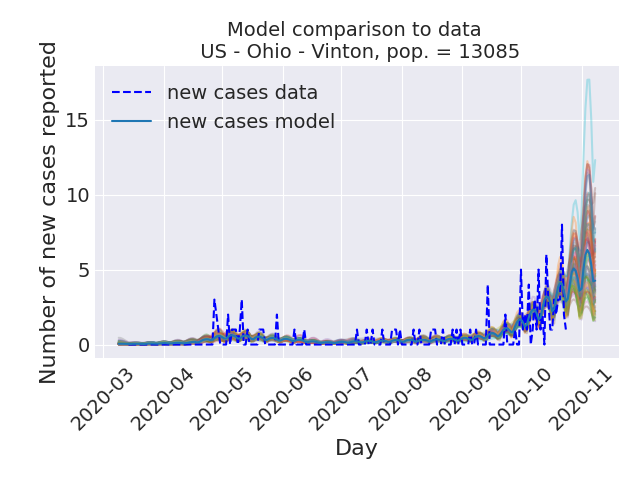 Model comparison to data
US - Ohio - Vinton, pop. = 13085
Number of new cases reported
new cases data
new cases model
15
10
5
0
2020-03
2020-04
2020-05
2020-06
2020-07
2020-08
2020-09
2020-10
2020-11
Day